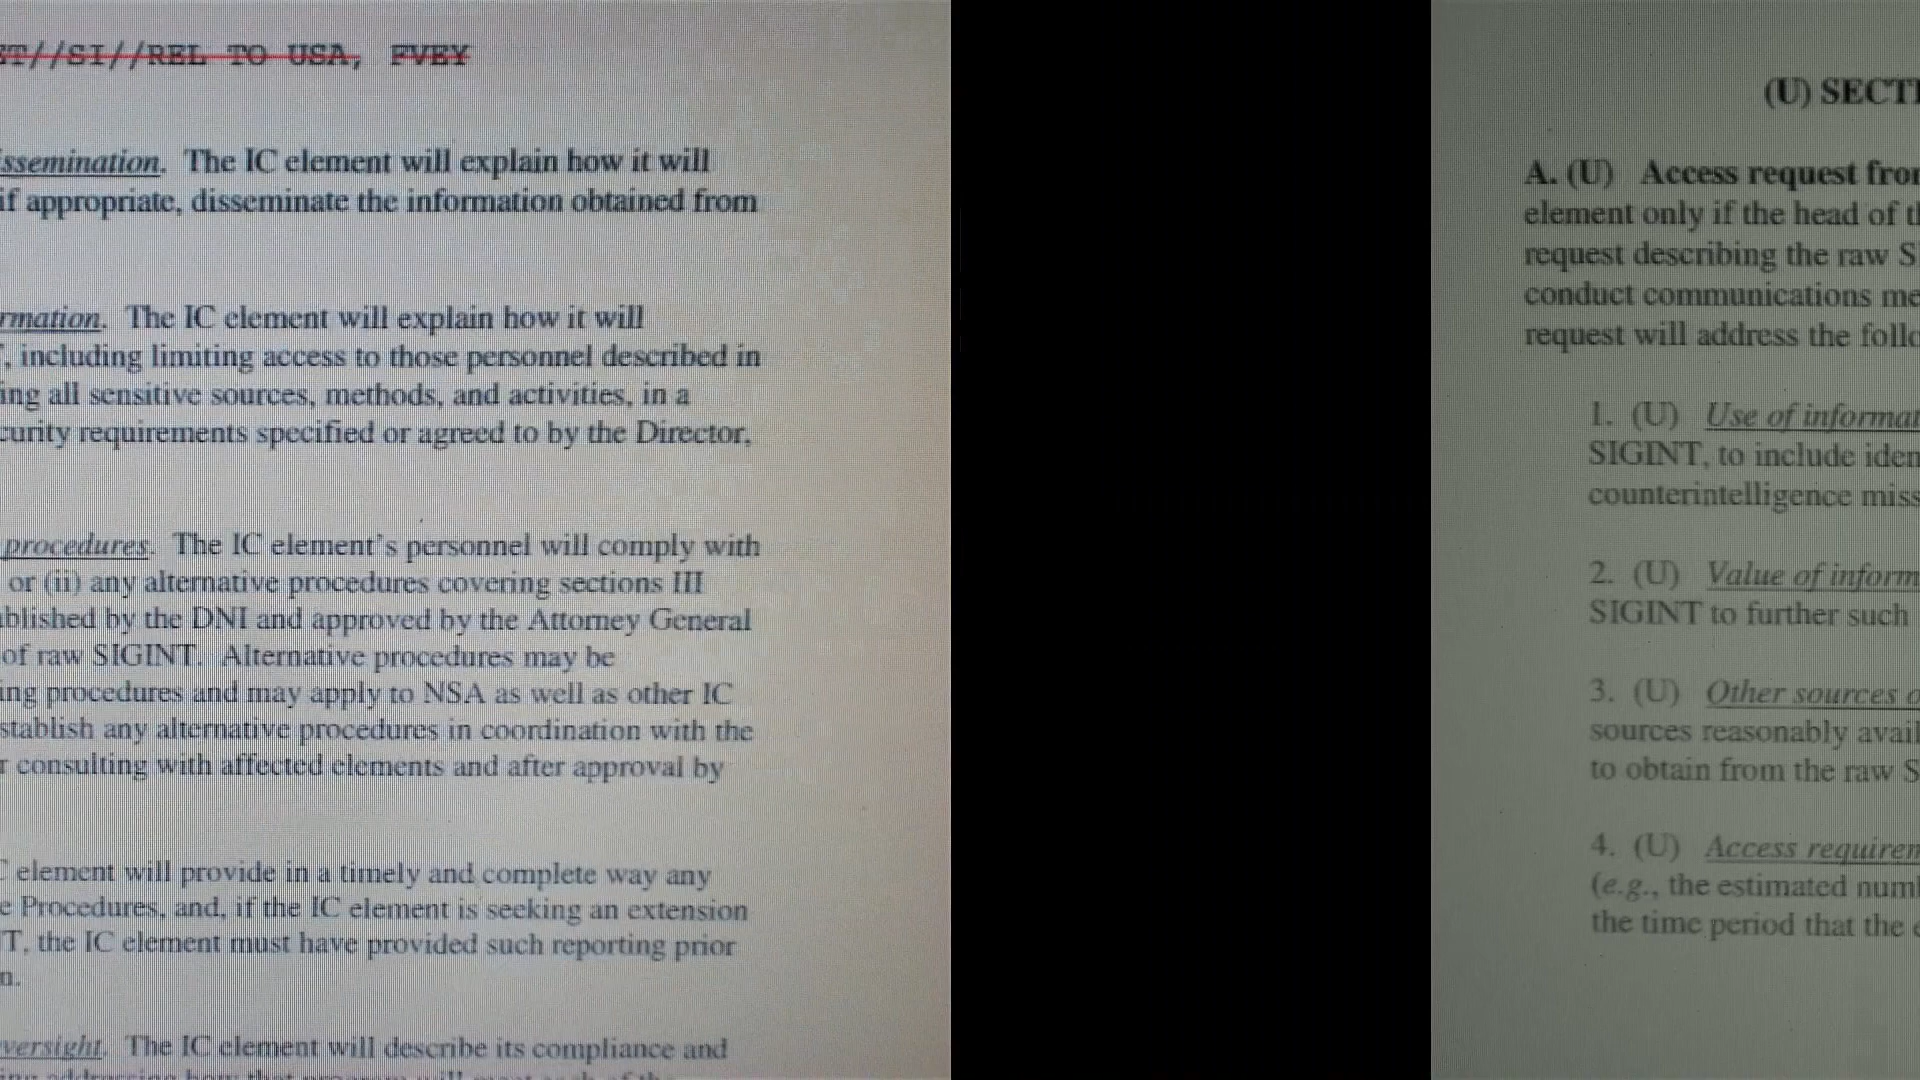 //SI//REL TO USA, FVEY
ssemination. The IC element will explain how it will
if appropriate, disseminate the information obtained from
rmation. The IC element will explain how it will
, including limiting access to those personnel described in
ing all sensitive sources, methods, and activities, in a
curity requirements specified or agreed to by the Director,
procedures. The IC element's personnel will comply with
or (ii) any alternative procedures covering sections III
blished by the DNI and approved by the Attorney General
of raw SIGINT. Alternative procedures may be
ing procedures and may apply to NSA as well as other IC
stablish any alternative procedures in coordination with the
r consulting with affected elements and after approval by
element will provide in a timely and complete way any
e Procedures, and, if the IC element is seeking an extension
T, the IC element must have provided such reporting prior
n.
versight. The IC element will describe its compliance and
(U) SECTI
A. (U) Access request fro
element only if the head of t
request describing the raw S
conduct communications me
request will address the follo
1. (U) Use of informat
SIGINT, to include iden
counterintelligence miss
2. (U) Value of inform
SIGINT to further such
3. (U) Other sources o
sources reasonably avail
to obtain from the raw S
4. (U) Access requirem
(e.g., the estimated numb
the time period that the e